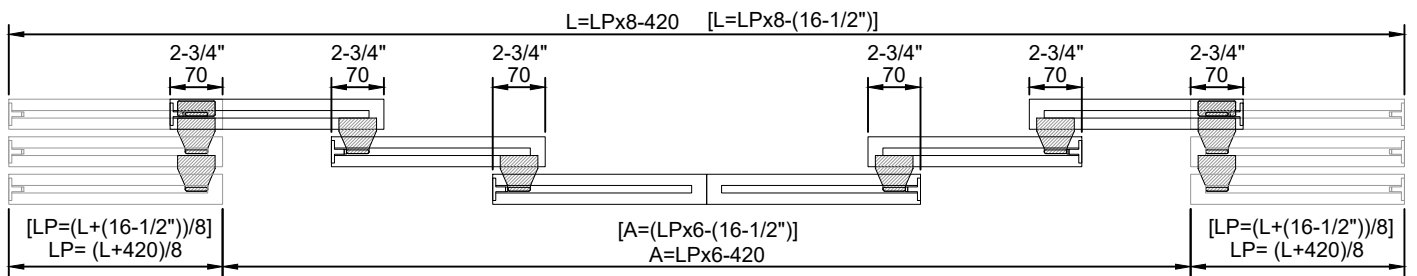 L=LPx8-420 [L=LPx8-(16-1/2")]
2-3/4" 2-3/4" 2-3/4" 2-3/4" 2-3/4" 2-3/4"
70 70 70 70 70 70
[LP=(L+(16-1/2"))/8] [A=(LPx6-(16-1/2")] [LP=(L+(16-1/2"))/8]
LP= (L+420)/8 A=LPx6-420 LP= (L+420)/8